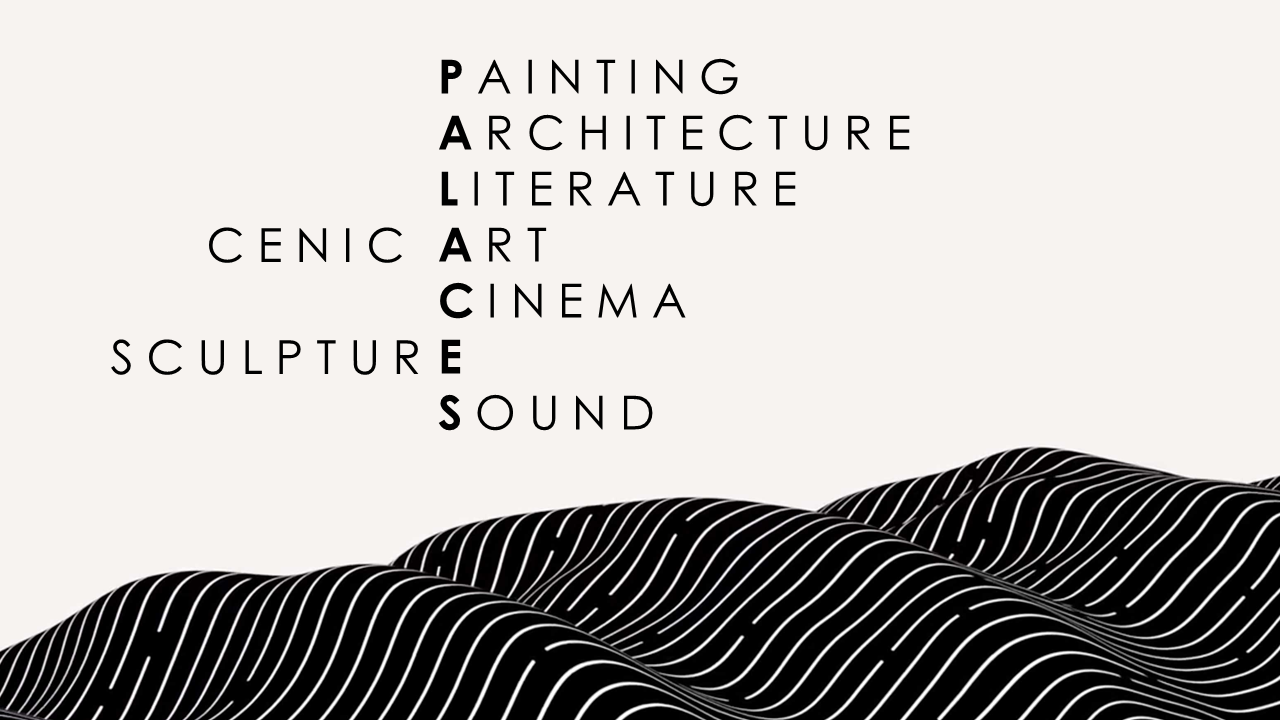 PAINTING
ARCHITECTURE
LITERATURE
CENIC ART
CINEMA
SCULPTURE
SOUND